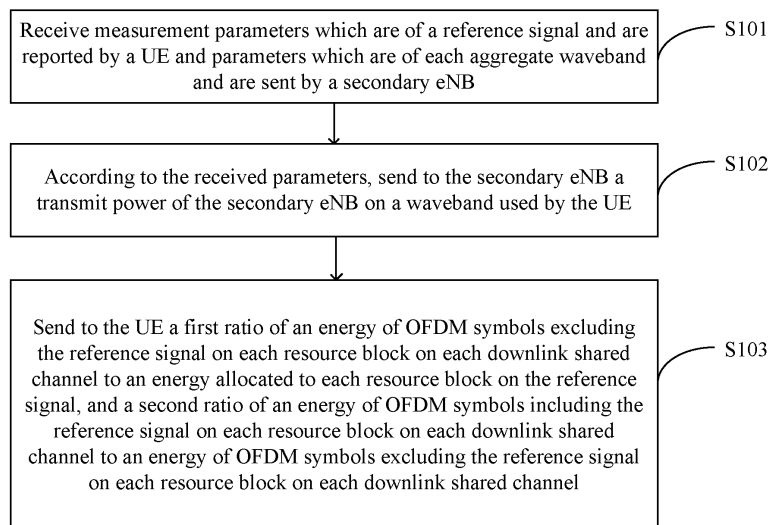 Receive measurement parameters which are of a reference signal and are
reported by a UE and parameters which are of each aggregate waveband
and are sent by a secondary eNB
S101
According to the received parameters, send to the secondary eNB a
transmit power of the secondary eNB on a waveband used by the UE
S102
Send to the UE a first ratio of an energy of OFDM symbols excluding
the reference signal on each resource block on each downlink shared
channel to an energy allocated to each resource block on the reference
signal, and a second ratio of an energy of OFDM symbols including the
reference signal on each resource block on each downlink shared
channel to an energy of OFDM symbols excluding the reference signal
on each resource block on each downlink shared channel
S103